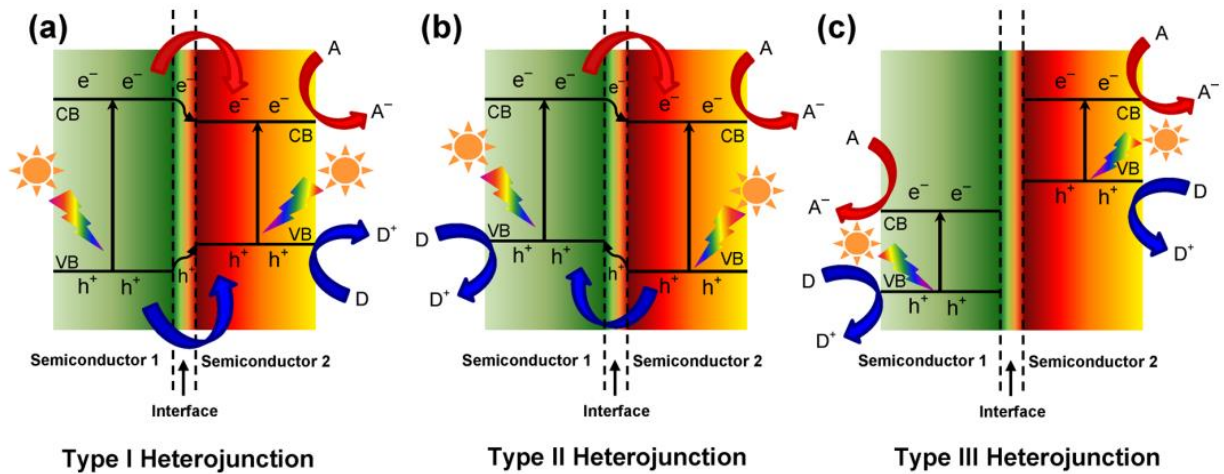 (a)
A
e⁻ e⁻ e⁻
e⁻ e⁻
CB
CB
A⁻
VB
VB
h⁺ h⁺
h⁺
h⁺ h⁺
D⁺
D
Semiconductor 1
Semiconductor 2
Interface
Type I Heterojunction
(b)
A
e⁻ e⁻ e⁻
e⁻ e⁻
CB
CB
A⁻
D
VB
VB
h⁺ h⁺
h⁺
h⁺ h⁺
D⁺
Semiconductor 1
Semiconductor 2
Interface
Type II Heterojunction
(c)
A
e⁻ e⁻
CB
A⁻
A
VB
h⁺ h⁺
D
e⁻ e⁻
A⁻
CB
D⁺
VB
D
h⁺ h⁺
D⁺
Semiconductor 1
Semiconductor 2
Interface
Type III Heterojunction